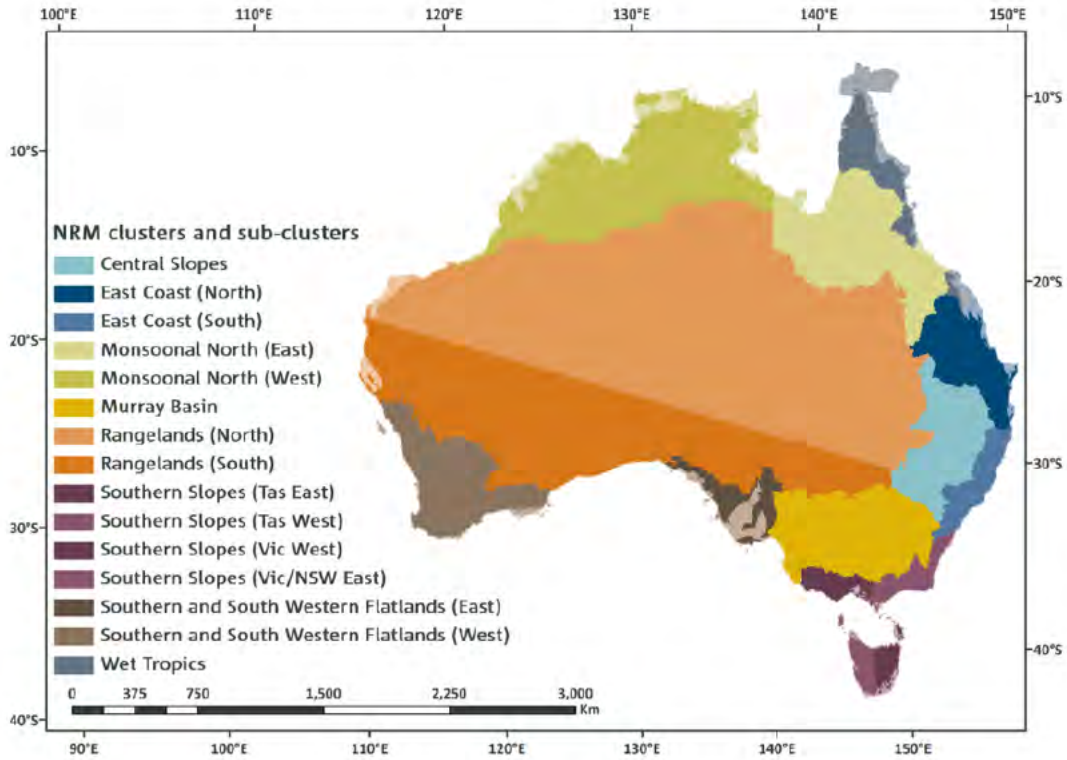 100°E 110°E 120°E 130°E 140°E 150°E
10°S
10°S
NRM clusters and sub-clusters
Central Slopes
East Coast (North)
20°S
East Coast (South)
20°S
Monsoonal North (East)
Monsoonal North (West)
Murray Basin
Rangelands (North)
Rangelands (South)
30°S
Southern Slopes (Tas East)
Southern Slopes (Tas West)
30°S
Southern Slopes (Vic West)
Southern Slopes (Vic/NSW East)
Southern and South Western Flatlands (East)
Southern and South Western Flatlands (West)
40°S
Wet Tropics
0 375 750 1,500 2,250 3,000
Km
40°S
90°E 100°E 110°E 120°E 130°E 140°E 150°E